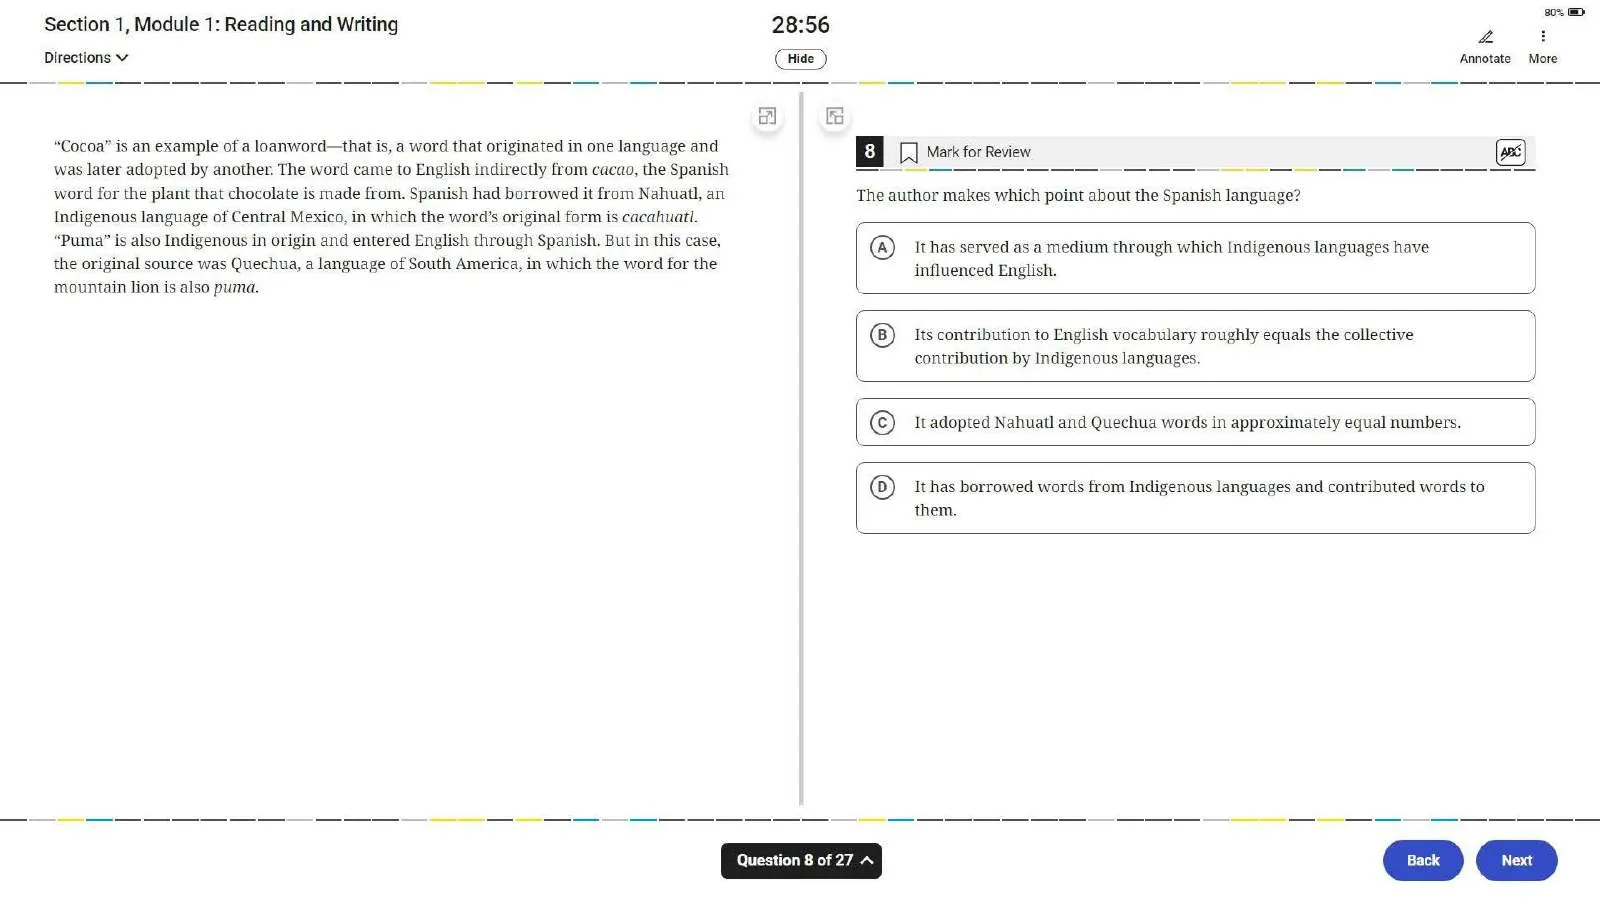 Section 1, Module 1: Reading and Writing
28:56
80%
Directions
Hide
Annotate
More
“Cocoa” is an example of a loanword—that is, a word that originated in one language and
was later adopted by another. The word came to English indirectly from cacao, the Spanish
word for the plant that chocolate is made from. Spanish had borrowed it from Nahuatl, an
Indigenous language of Central Mexico, in which the word’s original form is cacahuatl.
“Puma” is also Indigenous in origin and entered English through Spanish. But in this case,
the original source was Quechua, a language of South America, in which the word for the
mountain lion is also puma.
8
Mark for Review
ABC
The author makes which point about the Spanish language?
A
It has served as a medium through which Indigenous languages have
influenced English.
B
Its contribution to English vocabulary roughly equals the collective
contribution by Indigenous languages.
C
It adopted Nahuatl and Quechua words in approximately equal numbers.
D
It has borrowed words from Indigenous languages and contributed words to
them.
Question 8 of 27
Back
Next